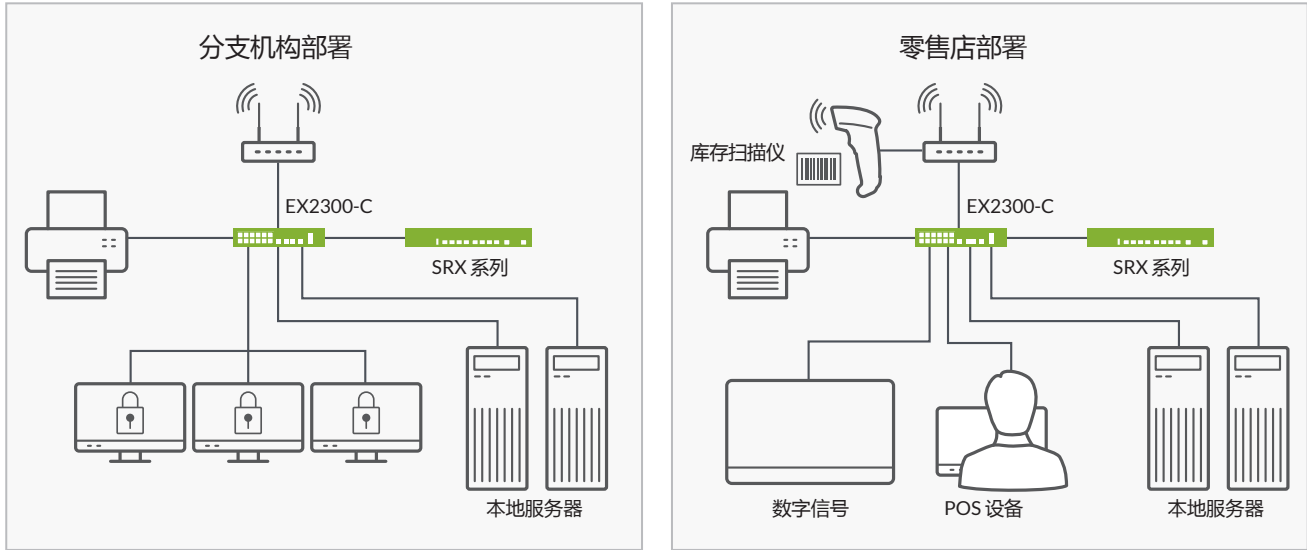 分支机构部署
EX2300-C
SRX 系列
本地服务器
零售店部署
库存扫描仪
EX2300-C
SRX 系列
数字信号
POS 设备
本地服务器